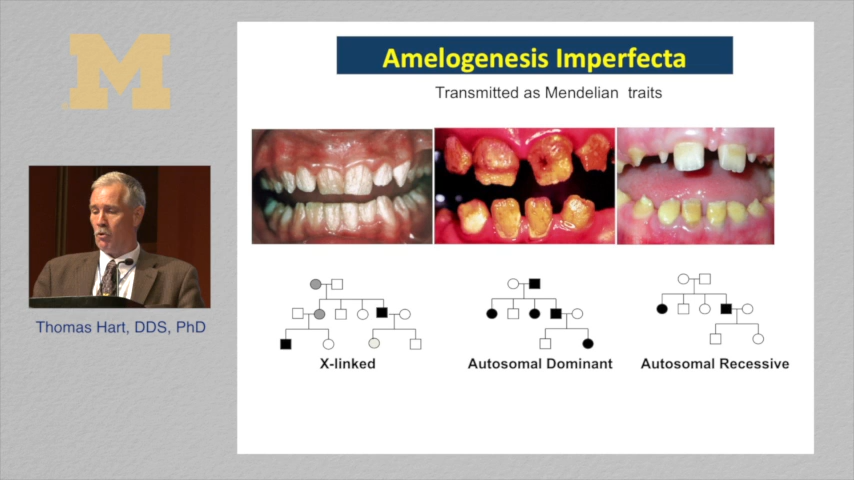 M
Amelogenesis Imperfecta
Transmitted as Mendelian traits
Thomas Hart, DDS, PhD
X-linked
Autosomal Dominant
Autosomal Recessive